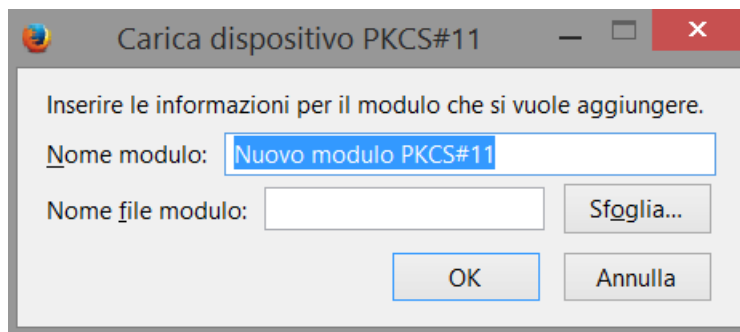 Carica dispositivo PKCS#11
Inserire le informazioni per il modulo che si vuole aggiungere.
Nome modulo: Nuovo modulo PKCS#11
Nome file modulo: Sfoglia...
OK Annulla